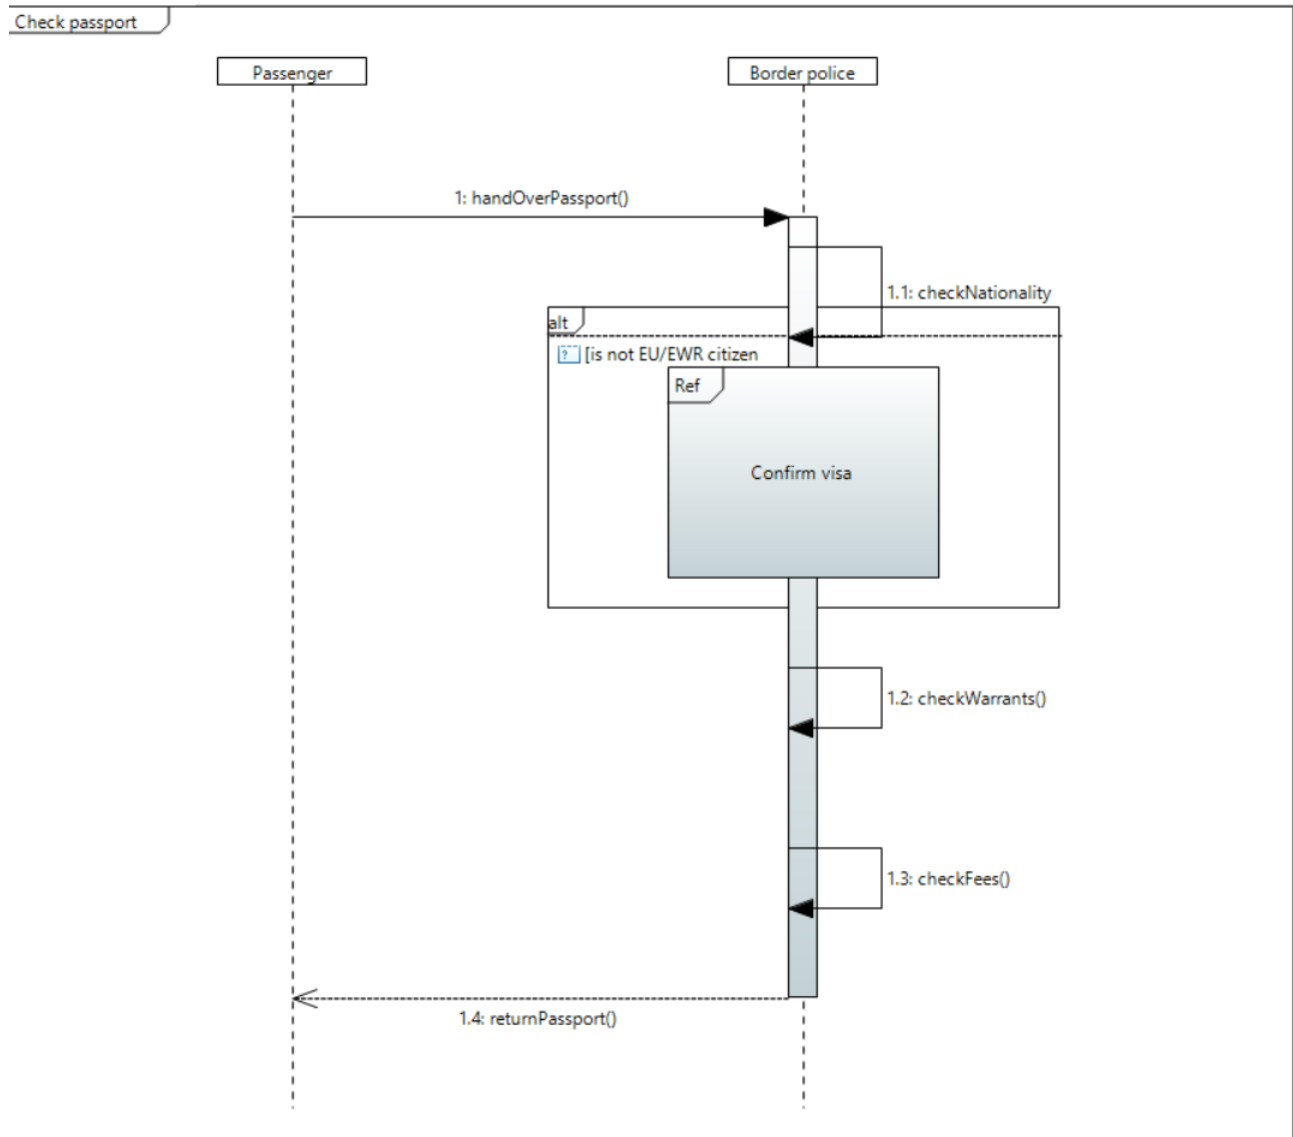 Check passport
Passenger
Border police
1: handOverPassport()
1.1: checkNationality
alt
? [is not EU/EWR citizen
Ref
Confirm visa
1.2: checkWarrants()
1.3: checkFees()
1.4: returnPassport()